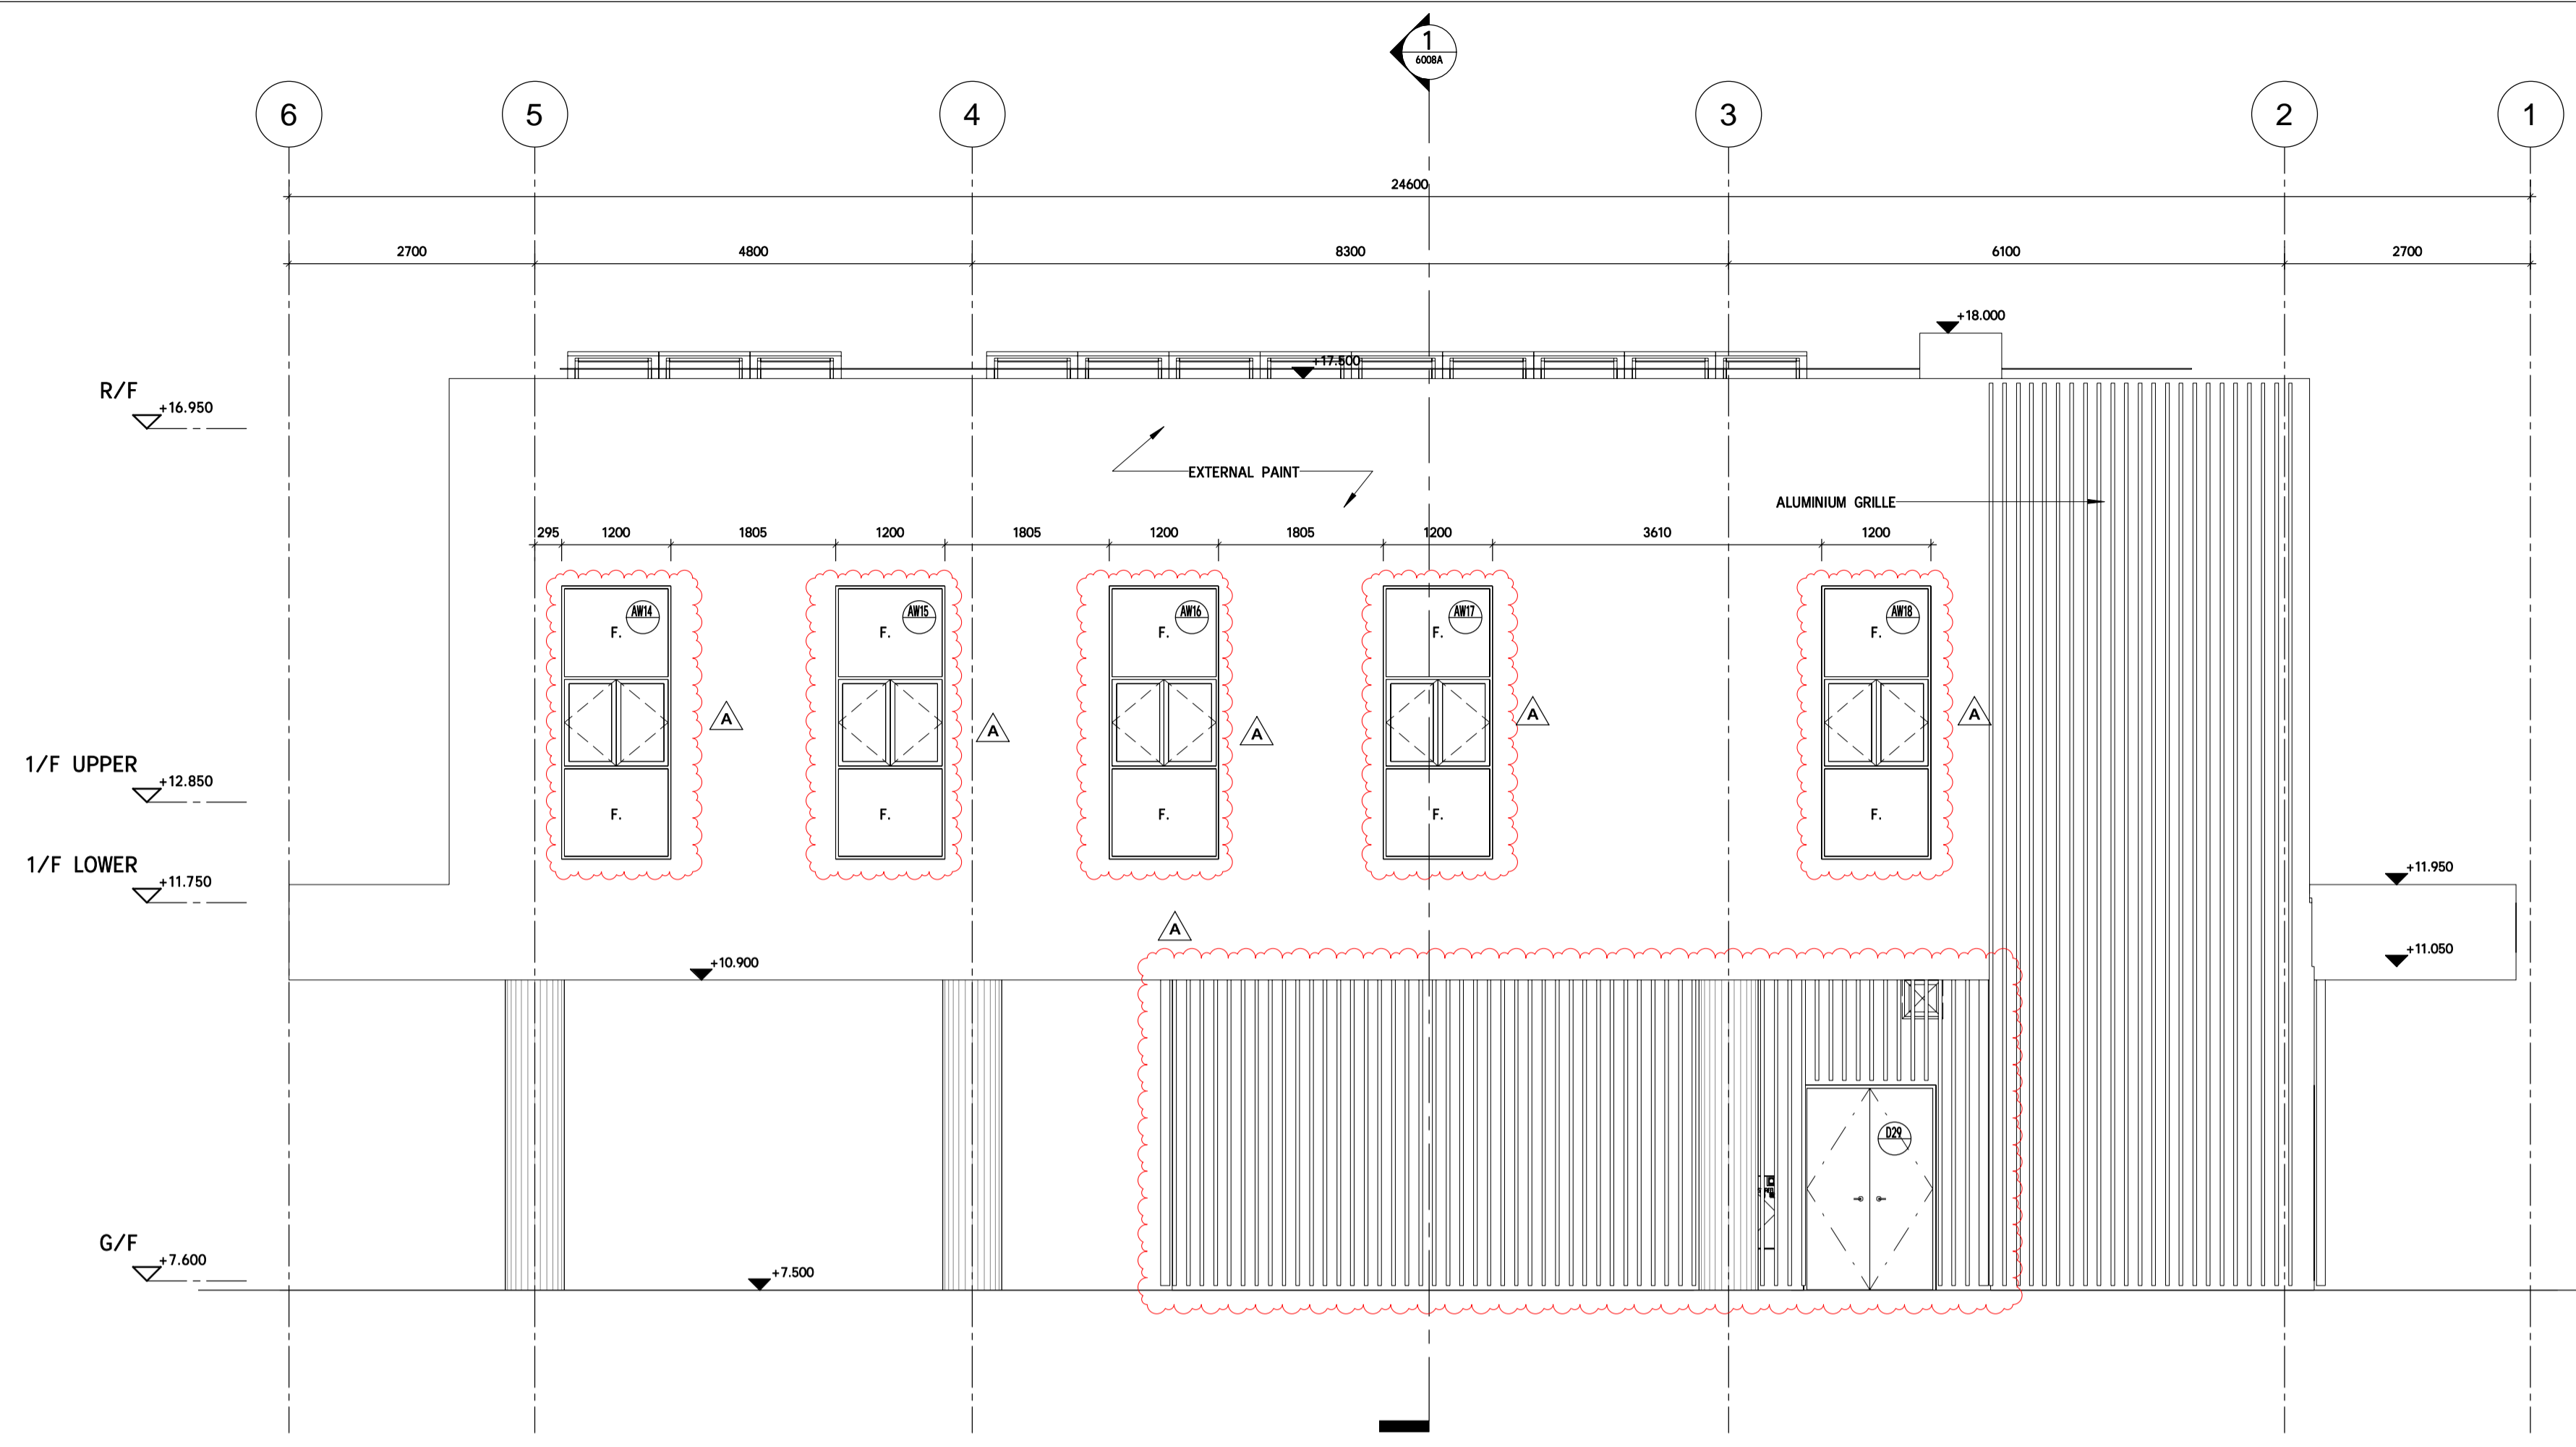 1
6008A
6 5 4 3 2 1
24600
2700 4800 8300 6100 2700
+18.000
+17.500
R/F
+16.950
EXTERNAL PAINT
ALUMINIUM GRILLE
295 1200 1805 1200 1805 1200 1805 1200 3610 1200
AW14 AW15 AW16 AW17 AW18
F. F. F. F. F.
A A A A A
1/F UPPER
+12.850
F. F. F. F. F.
1/F LOWER
+11.750
+11.950
A
+11.050
+10.900
D29
G/F
+7.600
+7.500